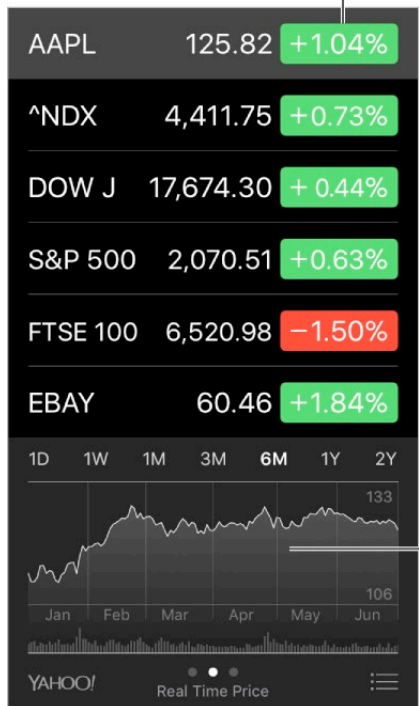 AAPL 125.82 +1.04%
^NDX 4,411.75 +0.73%
DOW J 17,674.30 + 0.44%
S&P 500 2,070.51 +0.63%
FTSE 100 6,520.98 −1.50%
EBAY 60.46 +1.84%
1D 1W 1M 3M 6M 1Y 2Y
133
106
Jan Feb Mar Apr May Jun
YAHOO!
Real Time Price